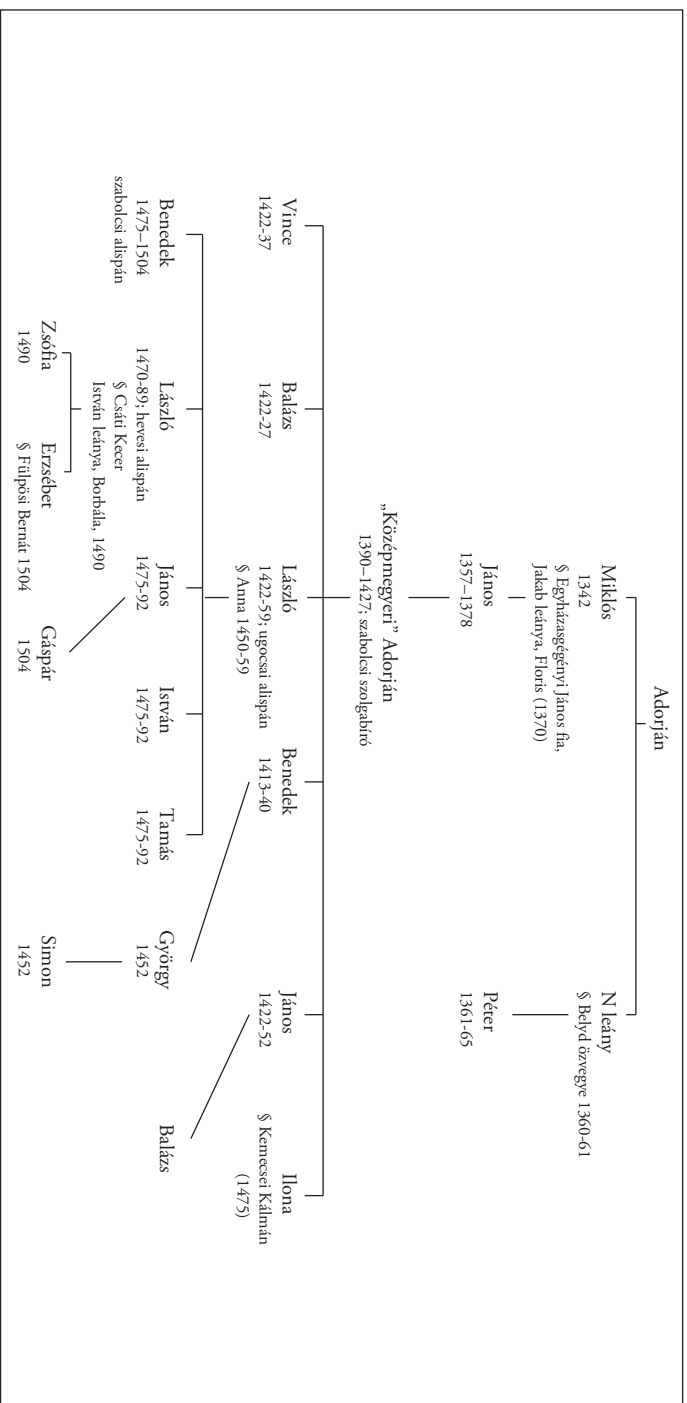 Adorján
Miklós
1342
§ Egyházasgégényi János fia,
Jakab leánya, Floris (1370)
N leány
§ Belyd özvegye 1360-61
János
1357–1378
Péter
1361-65
„Középmegyeri” Adorján
1390–1427; szabolcsi szolgabíró
Vince
1422-37
Balázs
1422-27
László
1422-59; ugocsai alispán
§ Anna 1450-59
Benedek
1413-40
János
1422-52
Ilona
§ Kemecsei Kálmán
(1475)
Benedek
1475–1504
szabolcsi alispán
László
1470-89; hevesi alispán
§ Csáti Kecer
István leánya, Borbála, 1490
János
1475-92
István
1475-92
Tamás
1475-92
György
1452
Balázs
Zsófia
1490
Erzsébet
§ Fülpösi Bernát 1504
Gáspár
1504
Simon
1452